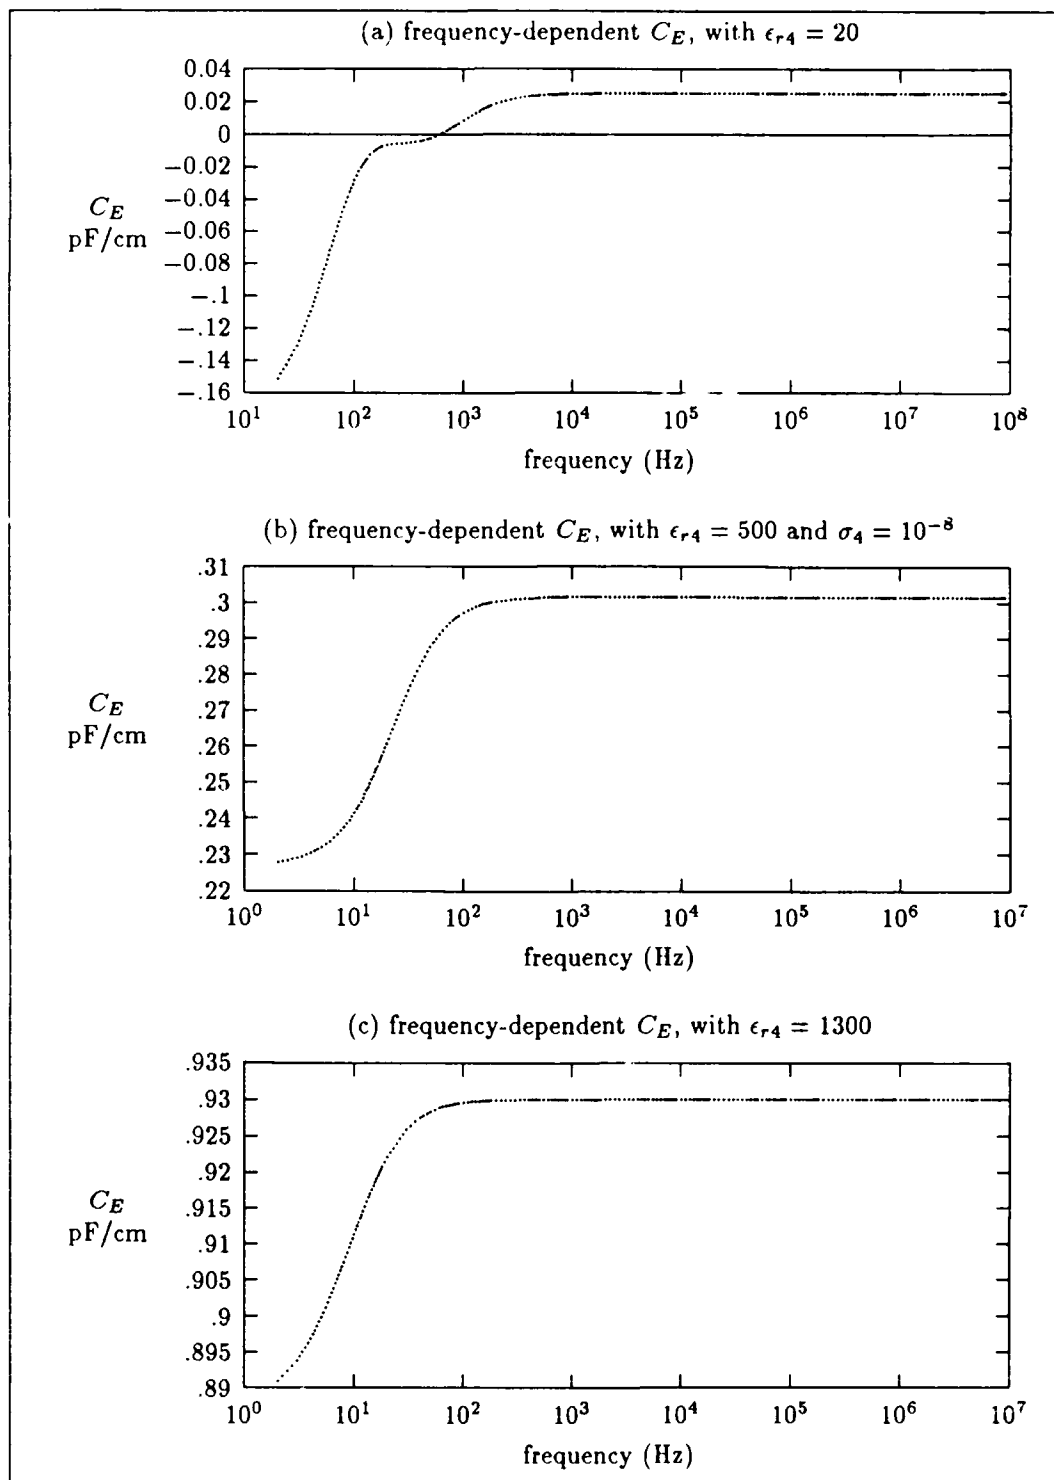 (a) frequency-dependent C_E, with ϵ_{r4} = 20
0.04
0.02
0
−0.02
−0.04
−0.06
−0.08
−.1
−.12
−.14
−.16
C_E
pF/cm
10^1 10^2 10^3 10^4 10^5 10^6 10^7 10^8
frequency (Hz)
(b) frequency-dependent C_E, with ϵ_{r4} = 500 and σ_4 = 10^{−8}
.31
.3
.29
.28
.27
.26
.25
.24
.23
.22
C_E
pF/cm
10^0 10^1 10^2 10^3 10^4 10^5 10^6 10^7
frequency (Hz)
(c) frequency-dependent C_E, with ϵ_{r4} = 1300
.935
.93
.925
.92
.915
.91
.905
.9
.895
.89
C_E
pF/cm
10^0 10^1 10^2 10^3 10^4 10^5 10^6 10^7
frequency (Hz)